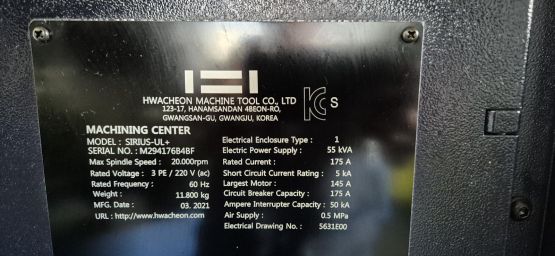 HWACHEON MACHINE TOOL CO., LTD
123-17, HANAMSANDAN 4BEON-RO,
GWANGSAN-GU, GWANGJU, KOREA
KC S
MACHINING CENTER
MODEL : SIRIUS-UL+
SERIAL NO. : M294176B4BF
Max Spindle Speed : 20.000rpm
Rated Voltage : 3 PE / 220 V (ac)
Rated Frequency : 60 Hz
Weight : 11.800 kg
MFG. Date : 03. 2021
URL : http://www.hwacheon.com
Electrical Enclosure Type : 1
Electric Power Supply : 55 kVA
Rated Current : 175 A
Short Circuit Current Rating : 5 kA
Largest Motor : 145 A
Circuit Breaker Capacity : 175 A
Ampere Interrupter Capacity : 50 kA
Air Supply : 0.5 MPa
Electrical Drawing No. : 5631E00